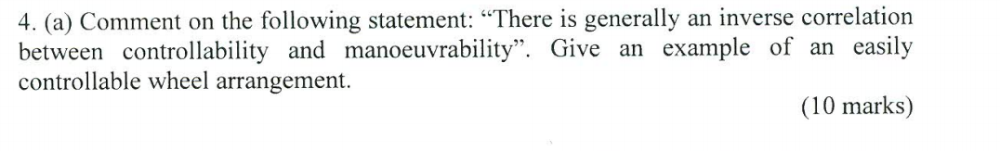 4. (a) Comment on the following statement: “There is generally an inverse correlation
between controllability and manoeuvrability”. Give an example of an easily
controllable wheel arrangement.
(10 marks)